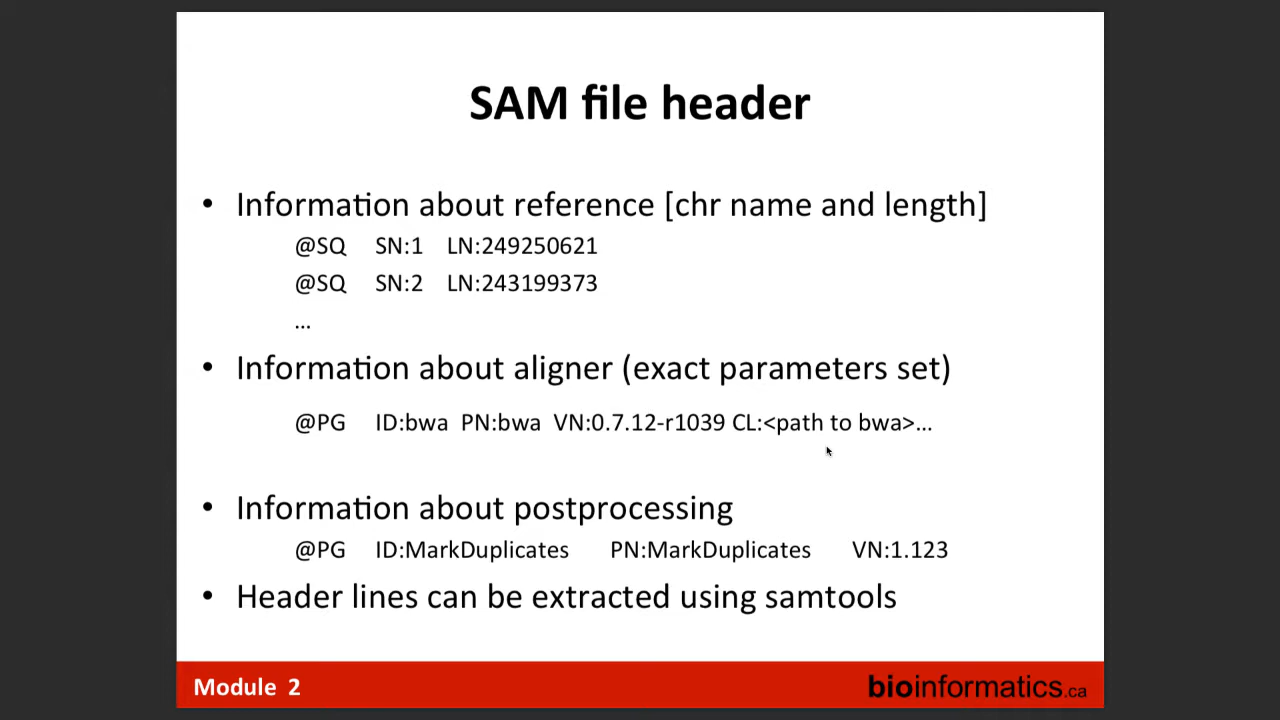 SAM file header
• Information about reference [chr name and length]
@SQ SN:1 LN:249250621
@SQ SN:2 LN:243199373
...
• Information about aligner (exact parameters set)
@PG ID:bwa PN:bwa VN:0.7.12-r1039 CL:<path to bwa>...
• Information about postprocessing
@PG ID:MarkDuplicates PN:MarkDuplicates VN:1.123
• Header lines can be extracted using samtools
Module 2
bioinformatics.ca